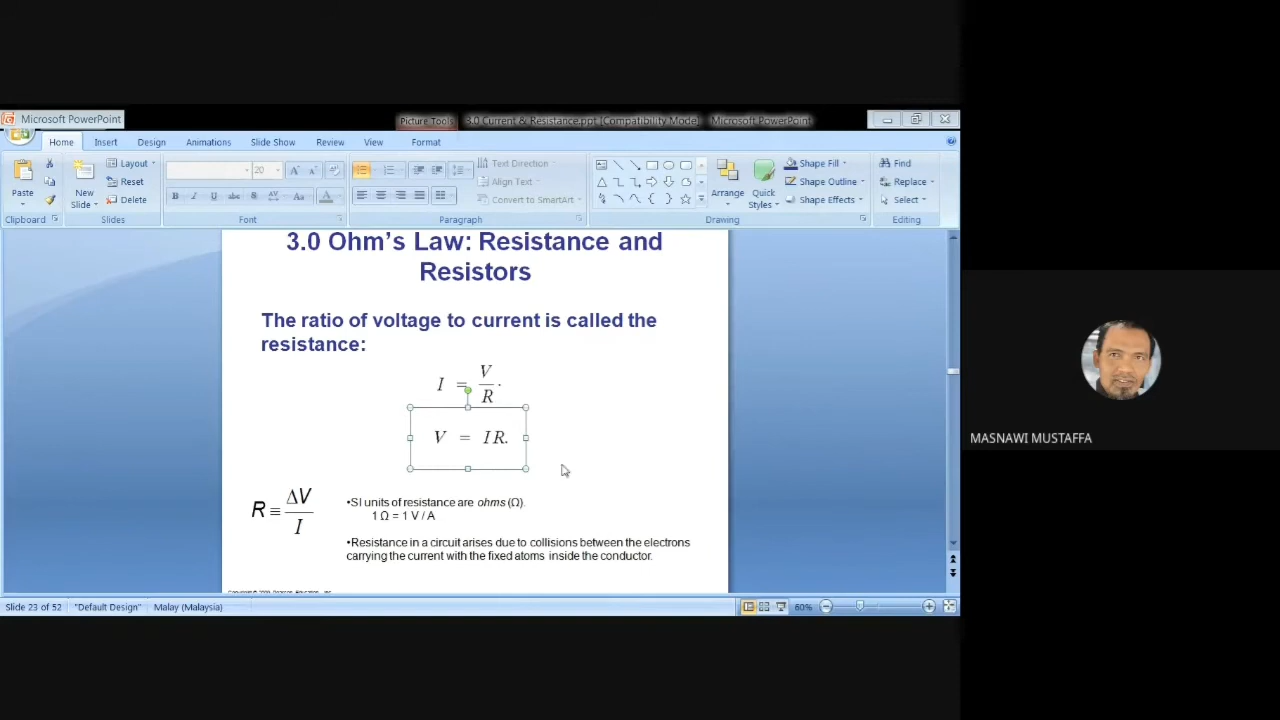 Microsoft PowerPoint
Picture Tools
3.0 Current & Resistance.ppt [Compatibility Mode] - Microsoft PowerPoint
Home Insert Design Animations Slide Show Review View Format
Paste
Clipboard
New
Slide
Layout
Reset
Delete
Slides
20
B I U abc S AV Aa A
Font
Text Direction
Align Text
Convert to SmartArt
Paragraph
Arrange
Quick
Styles
Shape Fill
Shape Outline
Shape Effects
Drawing
Find
Replace
Select
Editing
3.0 Ohm's Law: Resistance and
Resistors
The ratio of voltage to current is called the
resistance:
I = V/R.
V = I R.
R ≡ ΔV/I
•SI units of resistance are ohms (Ω).
1 Ω = 1 V / A
•Resistance in a circuit arises due to collisions between the electrons
carrying the current with the fixed atoms inside the conductor.
Slide 23 of 52 "Default Design" Malay (Malaysia) 60%
MASNAWI MUSTAFFA